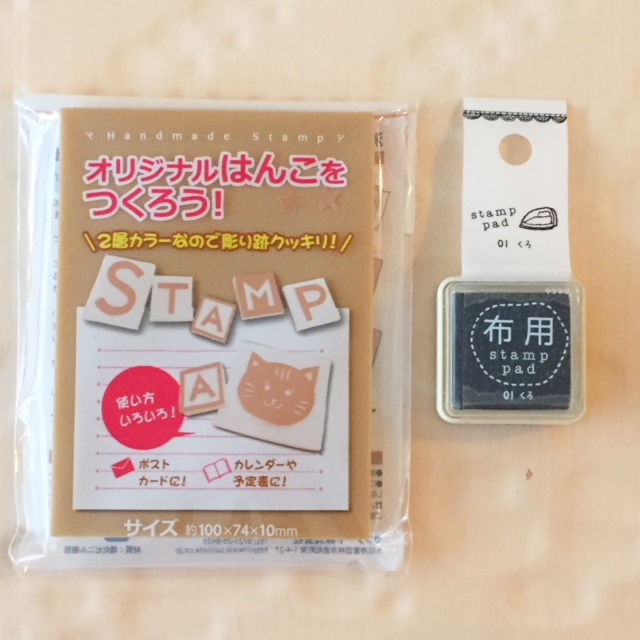 Handmade Stamp
オリジナルはんこを
つくろう!
\2層カラーなので彫り跡クッキリ!/
STAMP
A
使い方
いろいろ!
ポスト
カードに!
カレンダーや
予定表に!
サイズ 約100×74×10mm
stamp
pad
01 くろ
布用
stamp
pad
01 くろ